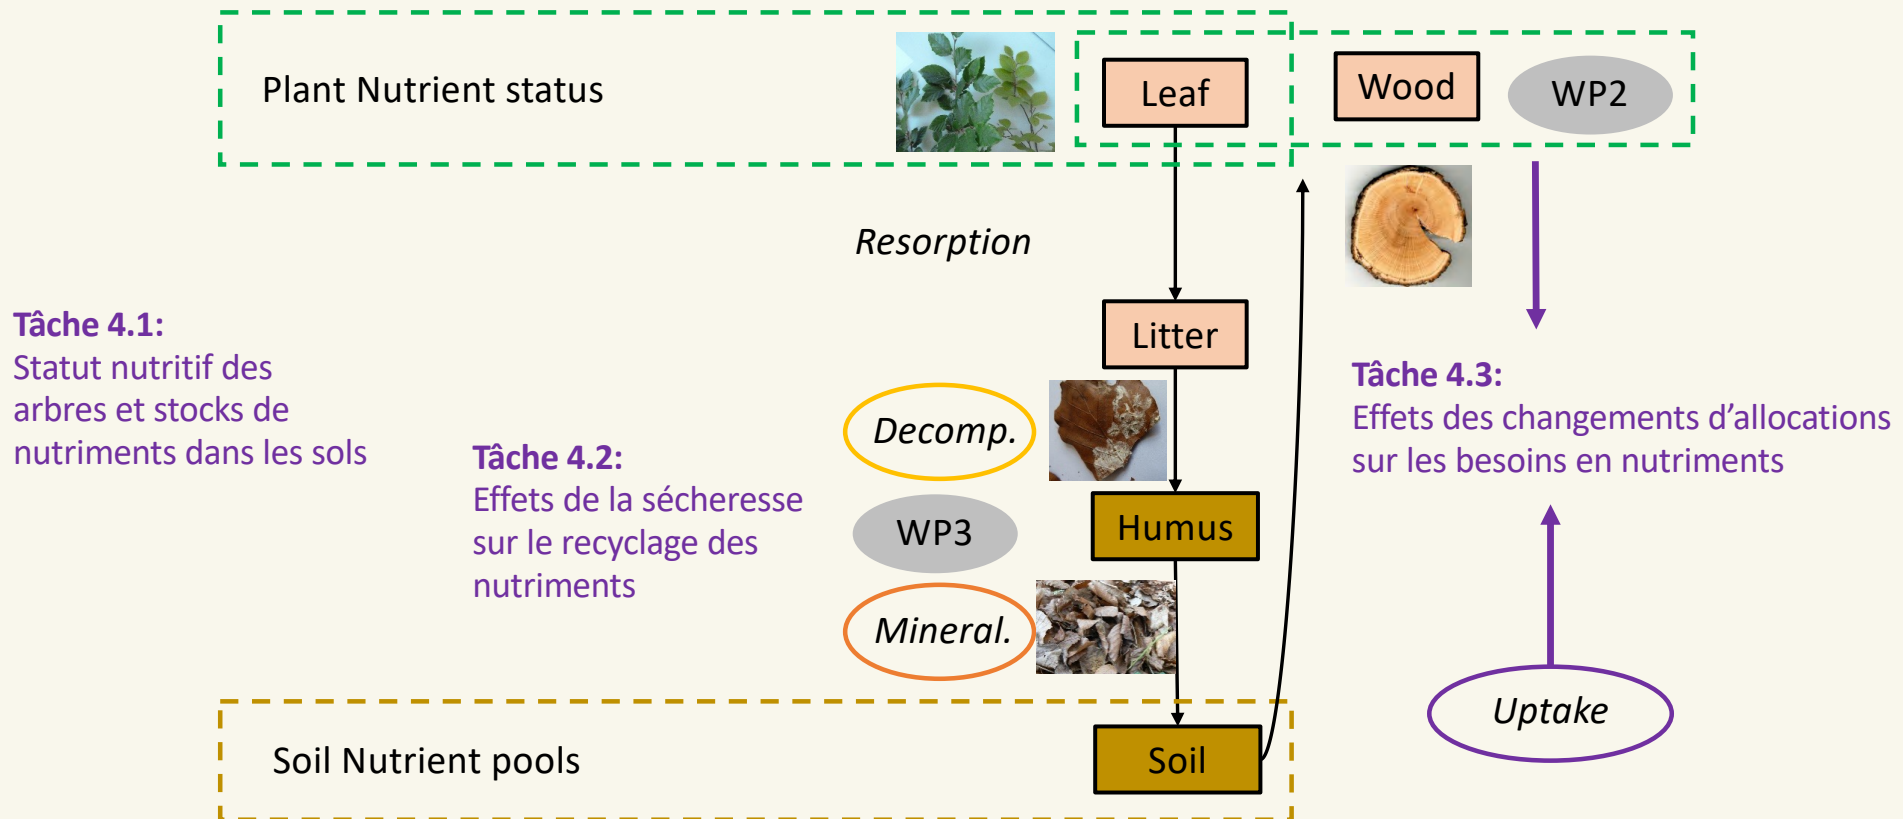 Plant Nutrient status
Leaf
Wood
WP2
Resorption
Litter
Tâche 4.1:
Statut nutritif des
arbres et stocks de
nutriments dans les sols
Tâche 4.2:
Effets de la sécheresse
sur le recyclage des
nutriments
Decomp.
WP3
Mineral.
Humus
Tâche 4.3:
Effets des changements d’allocations
sur les besoins en nutriments
Uptake
Soil Nutrient pools
Soil